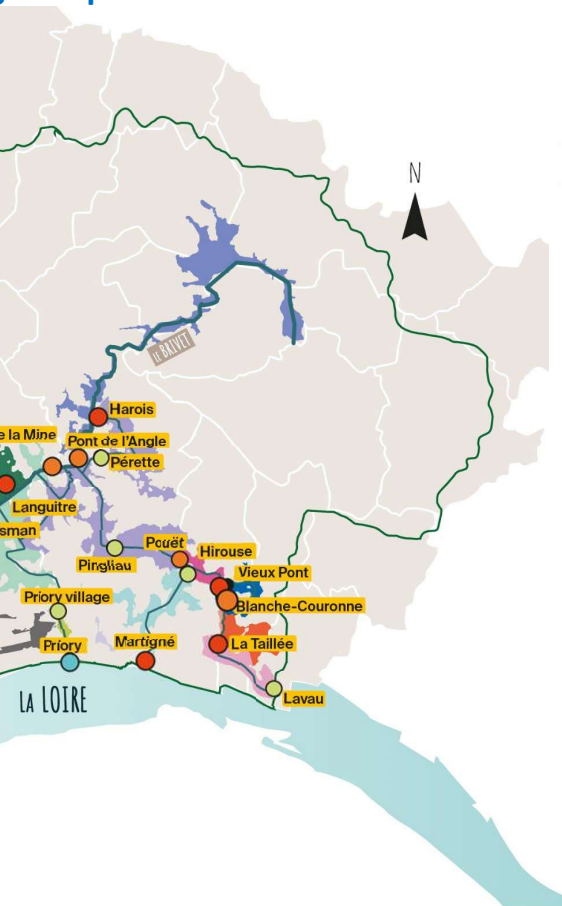 N
LE BRIVET
Harois
e la Mine
Pont de l'Angle
Pérette
Languitre
sman
Pouët
Hirouse
Pingliau
Vieux Pont
Priory village
Blanche-Couronne
Priory
Martigné
La Taillée
LA LOIRE
Lavau